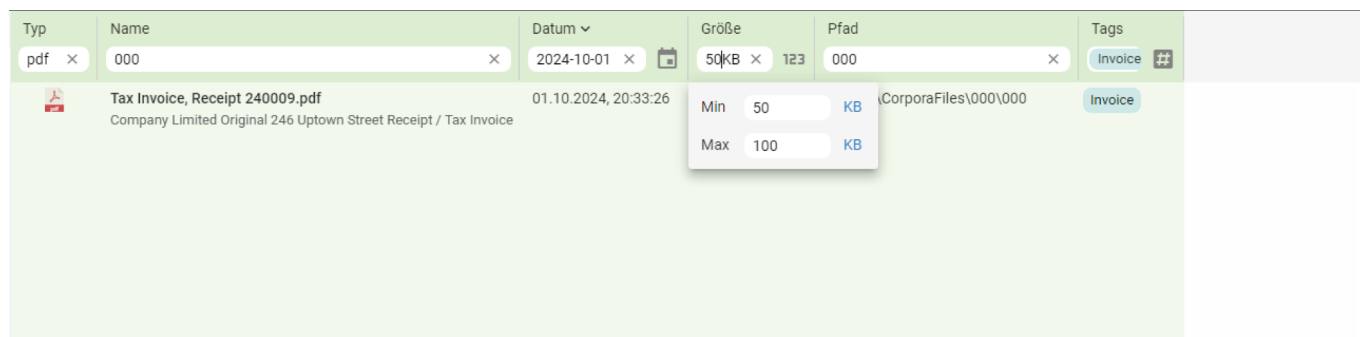 Typ Name Datum Größe Pfad Tags
pdf 000 2024-10-01 50KB 123 000 Invoice
Tax Invoice, Receipt 240009.pdf 01.10.2024, 20:33:26 \CorporaFiles\000\000 Invoice
Company Limited Original 246 Uptown Street Receipt / Tax Invoice
Min 50 KB
Max 100 KB